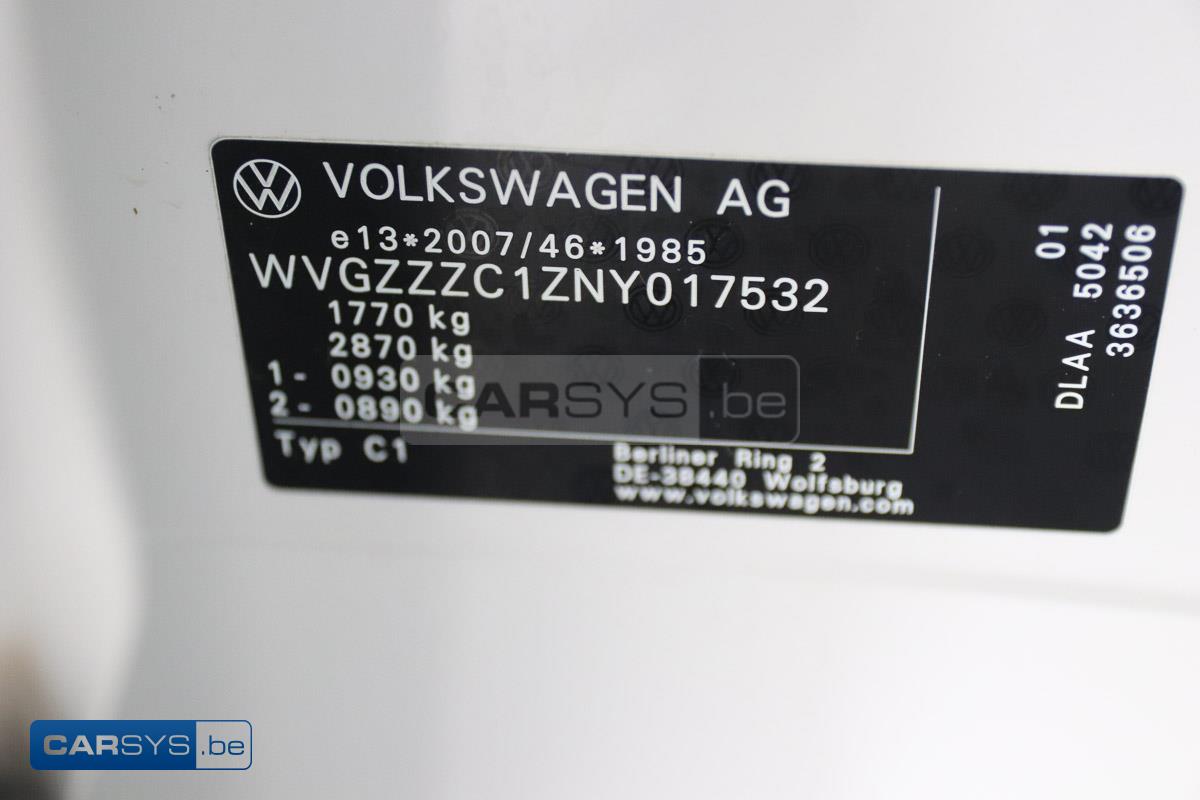 VOLKSWAGEN AG
e13*2007/46*1985
WVGZZZC1ZNY017532
1770 kg
2870 kg
1- 0930 kg
2- 0890 kg
Typ C1
Berliner Ring 2
DE-38440 Wolfsburg
www.volkswagen.com
01
DLAA 5042
3636506
CARSYS.be
CARSYS.be